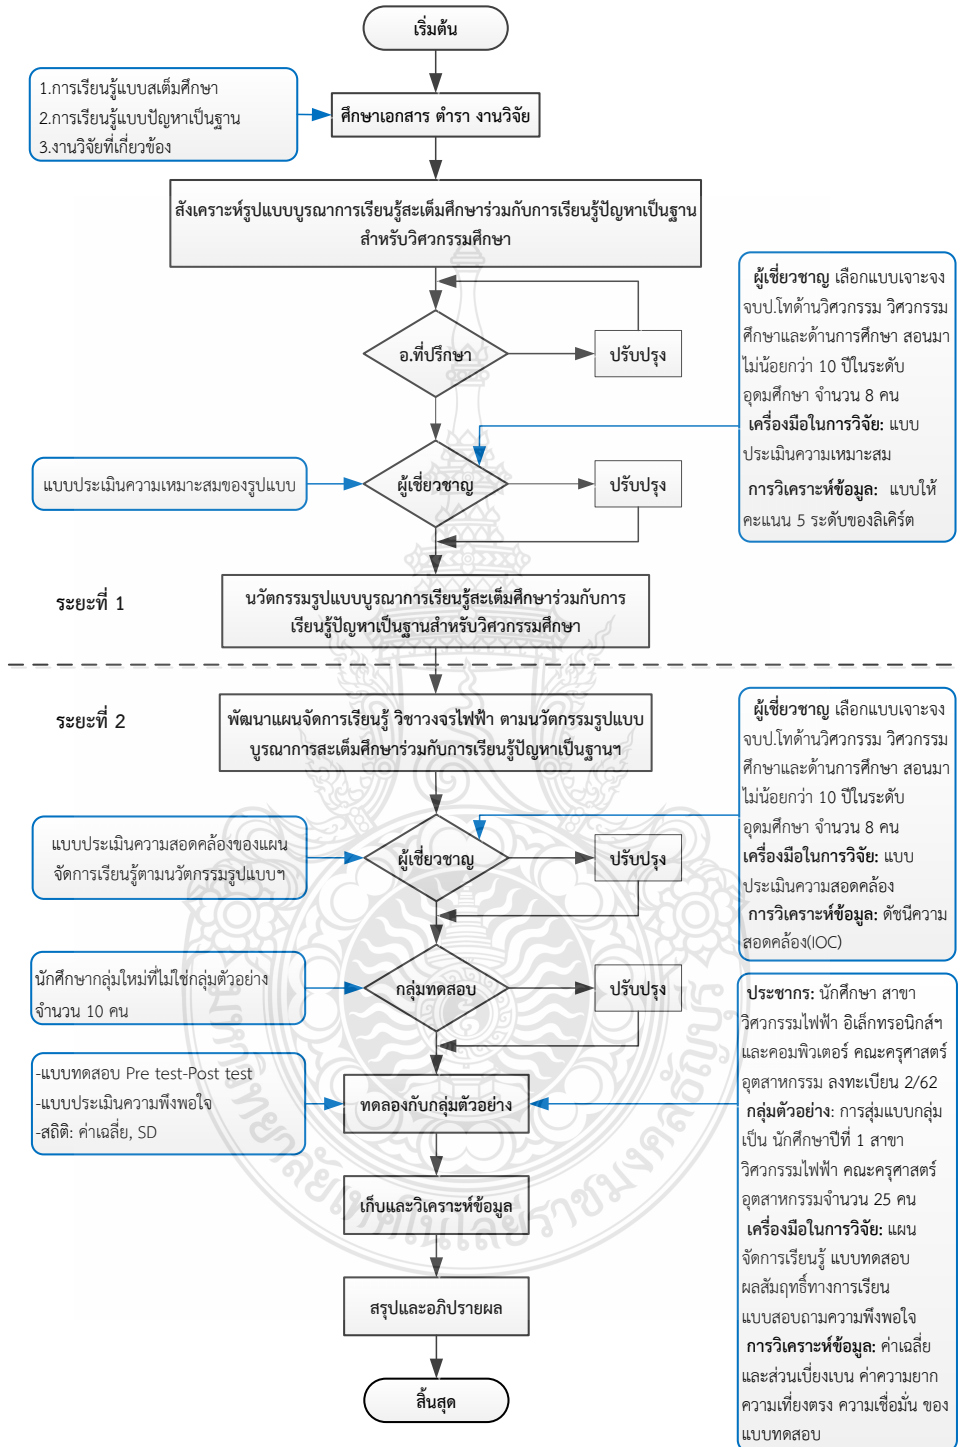 เริ่มต้น
1.การเรียนรู้แบบสเต็มศึกษา
2.การเรียนรู้แบบปัญหาเป็นฐาน
3.งานวิจัยที่เกี่ยวข้อง
ศึกษาเอกสาร ตำรา งานวิจัย
สังเคราะห์รูปแบบบูรณาการเรียนรู้สะเต็มศึกษาร่วมกับการเรียนรู้ปัญหาเป็นฐาน
สำหรับวิศวกรรมศึกษา
อ.ที่ปรึกษา
ปรับปรุง
ผู้เชี่ยวชาญ เลือกแบบเจาะจง
จบป.โทด้านวิศวกรรม วิศวกรรม
ศึกษาและด้านการศึกษา สอนมา
ไม่น้อยกว่า 10 ปีในระดับ
อุดมศึกษา จำนวน 8 คน
เครื่องมือในการวิจัย: แบบ
ประเมินความเหมาะสม
การวิเคราะห์ข้อมูล: แบบให้
คะแนน 5 ระดับของลิเคิร์ต
แบบประเมินความเหมาะสมของรูปแบบ
ผู้เชี่ยวชาญ
ปรับปรุง
ระยะที่ 1
นวัตกรรมรูปแบบบูรณาการเรียนรู้สะเต็มศึกษาร่วมกับการ
เรียนรู้ปัญหาเป็นฐานสำหรับวิศวกรรมศึกษา
ระยะที่ 2
พัฒนาแผนจัดการเรียนรู้ วิชาวงจรไฟฟ้า ตามนวัตกรรมรูปแบบ
บูรณาการสะเต็มศึกษาร่วมกับการเรียนรู้ปัญหาเป็นฐานฯ
ผู้เชี่ยวชาญ เลือกแบบเจาะจง
จบป.โทด้านวิศวกรรม วิศวกรรม
ศึกษาและด้านการศึกษา สอนมา
ไม่น้อยกว่า 10 ปีในระดับ
อุดมศึกษา จำนวน 8 คน
เครื่องมือในการวิจัย: แบบ
ประเมินความสอดคล้อง
การวิเคราะห์ข้อมูล: ดัชนีความ
สอดคล้อง(IOC)
แบบประเมินความสอดคล้องของแผน
จัดการเรียนรู้ตามนวัตกรรมรูปแบบฯ
ผู้เชี่ยวชาญ
ปรับปรุง
นักศึกษากลุ่มใหม่ที่ไม่ใช่กลุ่มตัวอย่าง
จำนวน 10 คน
กลุ่มทดสอบ
ปรับปรุง
-แบบทดสอบ Pre test-Post test
-แบบประเมินความพึงพอใจ
-สถิติ: ค่าเฉลี่ย, SD
ทดลองกับกลุ่มตัวอย่าง
ประชากร: นักศึกษา สาขา
วิศวกรรมไฟฟ้า อิเล็กทรอนิกส์ฯ
และคอมพิวเตอร์ คณะครุศาสตร์
อุตสาหกรรม ลงทะเบียน 2/62
กลุ่มตัวอย่าง: การสุ่มแบบกลุ่ม
เป็น นักศึกษาปีที่ 1 สาขา
วิศวกรรมไฟฟ้า คณะครุศาสตร์
อุตสาหกรรมจำนวน 25 คน
เครื่องมือในการวิจัย: แผน
จัดการเรียนรู้ แบบทดสอบ
ผลสัมฤทธิ์ทางการเรียน
แบบสอบถามความพึงพอใจ
การวิเคราะห์ข้อมูล: ค่าเฉลี่ย
และส่วนเบี่ยงเบน ค่าความยาก
ความเที่ยงตรง ความเชื่อมั่น ของ
แบบทดสอบ
เก็บและวิเคราะห์ข้อมูล
สรุปและอภิปรายผล
สิ้นสุด
มหาวิทยาลัยเทคโนโลยีราชมงคลธัญบุรี